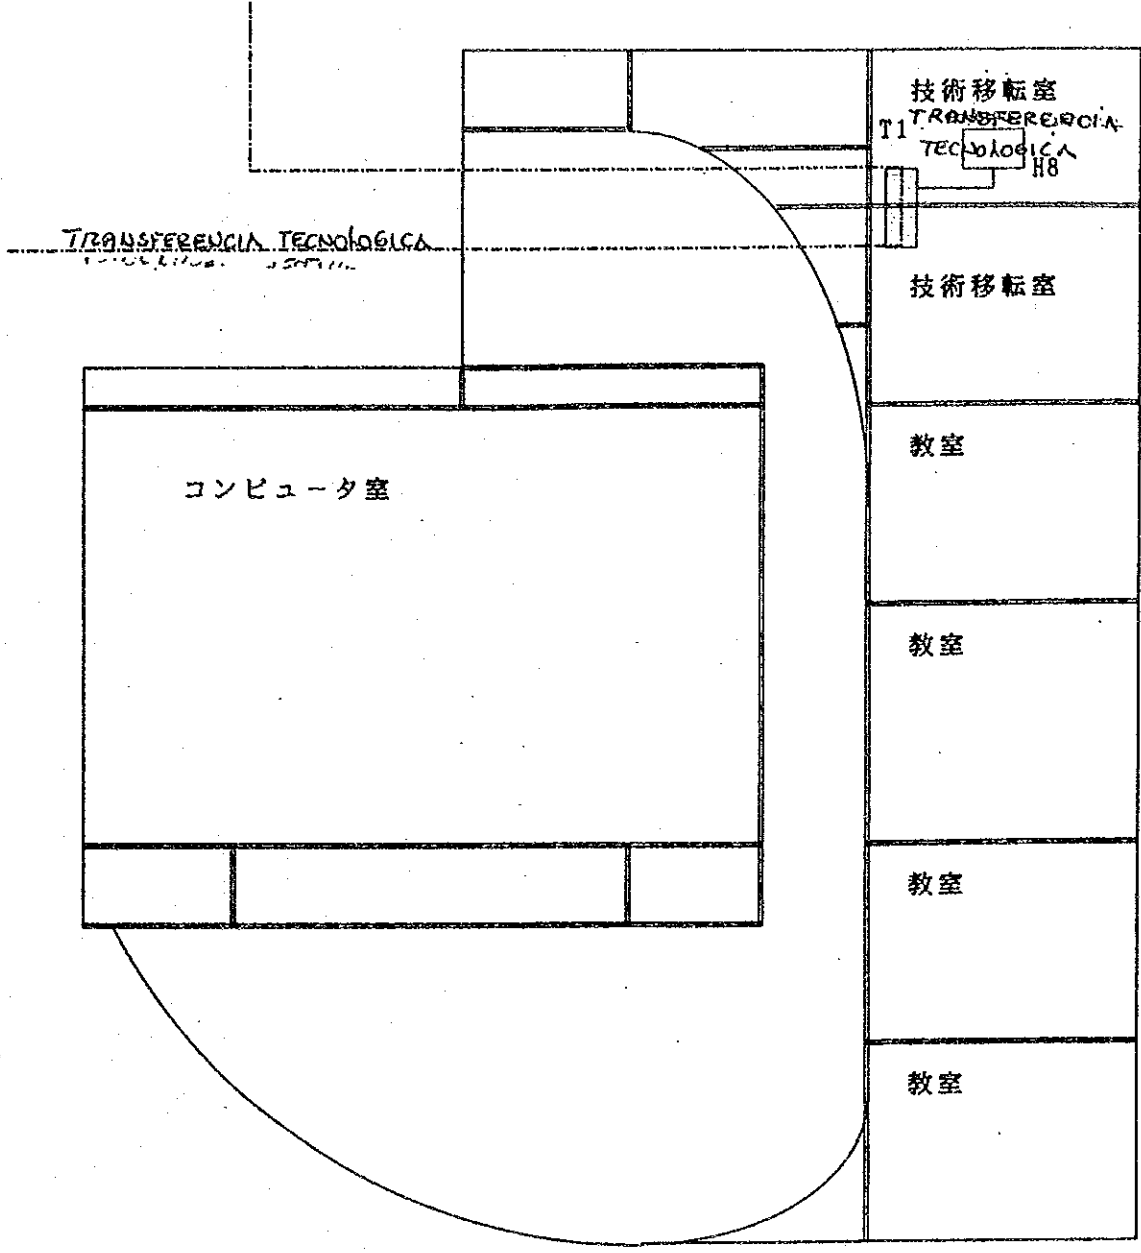 技術移転室
T1 TRANSFERENCIA
TECNOLOGICA
H8
TRANSFERENCIA TECNOLOGICA
技術移転室
教室
コンピュータ室
教室
教室
教室